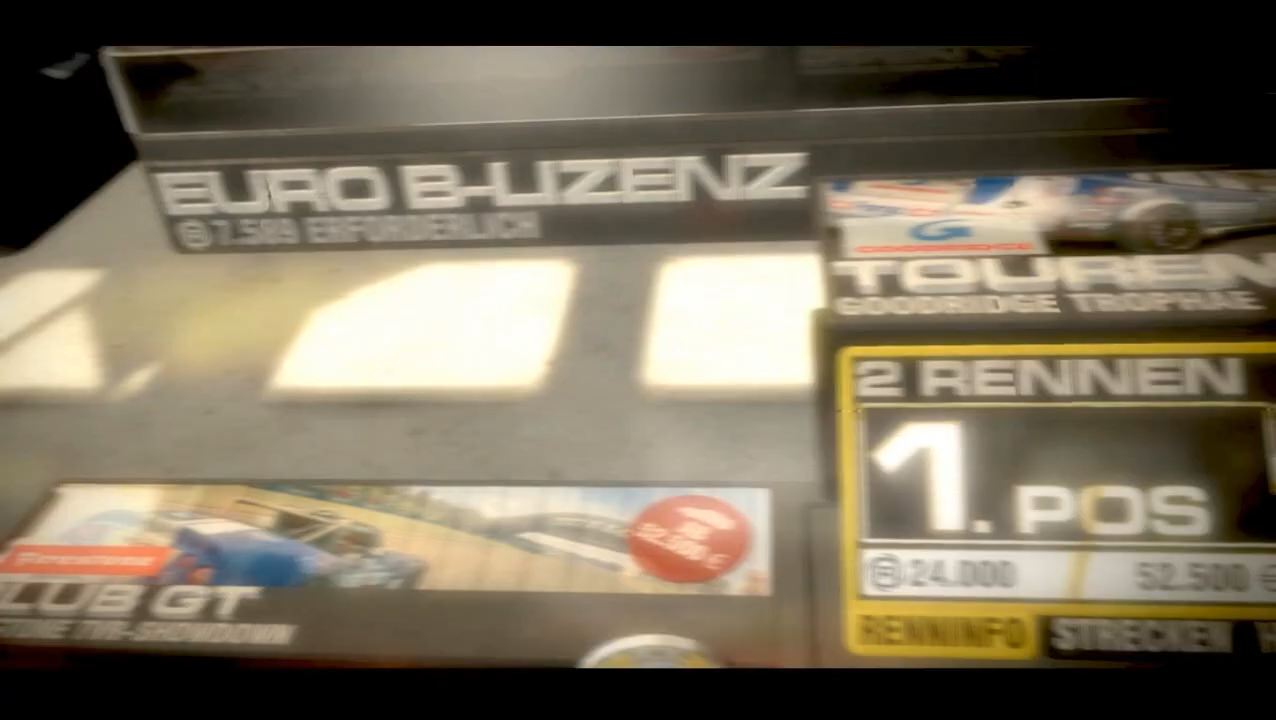 EURO B-LIZENZ
® 7.509 ERFORDERLICH
TOUREN
GOODRIDGE TROPHAE
2 RENNEN
1. POS
® 24.000 52.500 €
RENNINFO STRECKEN H
LUB GT